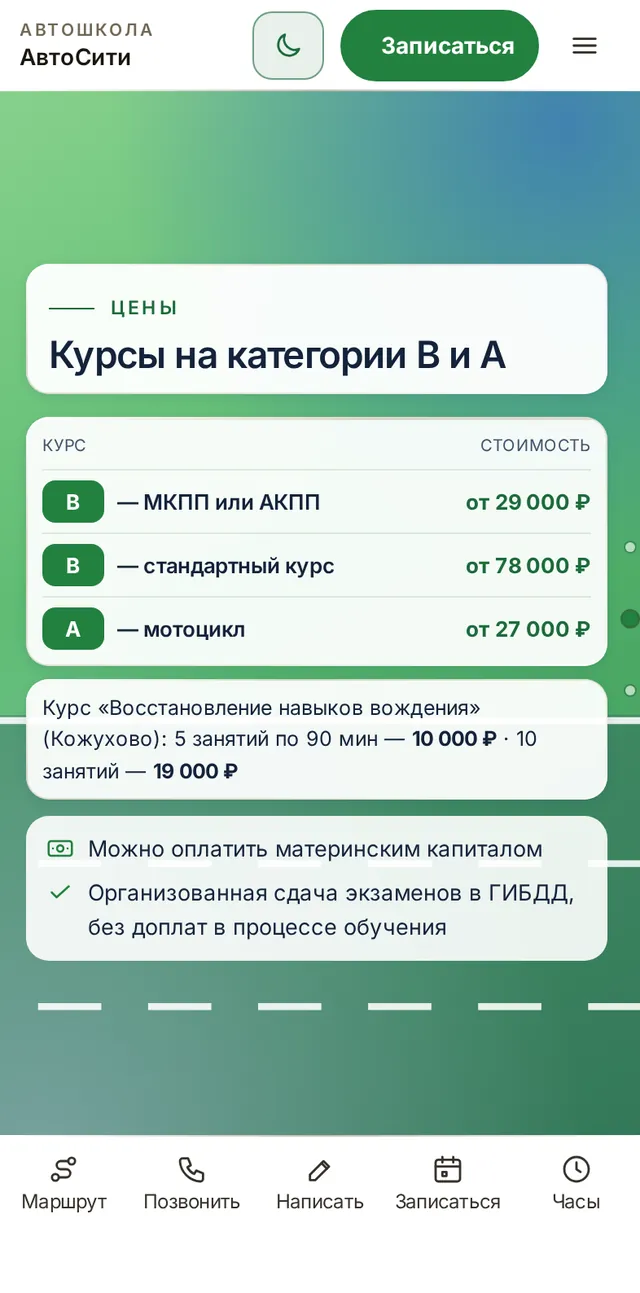 АВТОШКОЛА
АвтоСити
Записаться
ЦЕНЫ
Курсы на категории В и А
КУРС СТОИМОСТЬ
В — МКПП или АКПП от 29 000 ₽
В — стандартный курс от 78 000 ₽
А — мотоцикл от 27 000 ₽
Курс «Восстановление навыков вождения»
(Кожухово): 5 занятий по 90 мин — 10 000 ₽ · 10
занятий — 19 000 ₽
Можно оплатить материнским капиталом
Организованная сдача экзаменов в ГИБДД,
без доплат в процессе обучения
Маршрут Позвонить Написать Записаться Часы